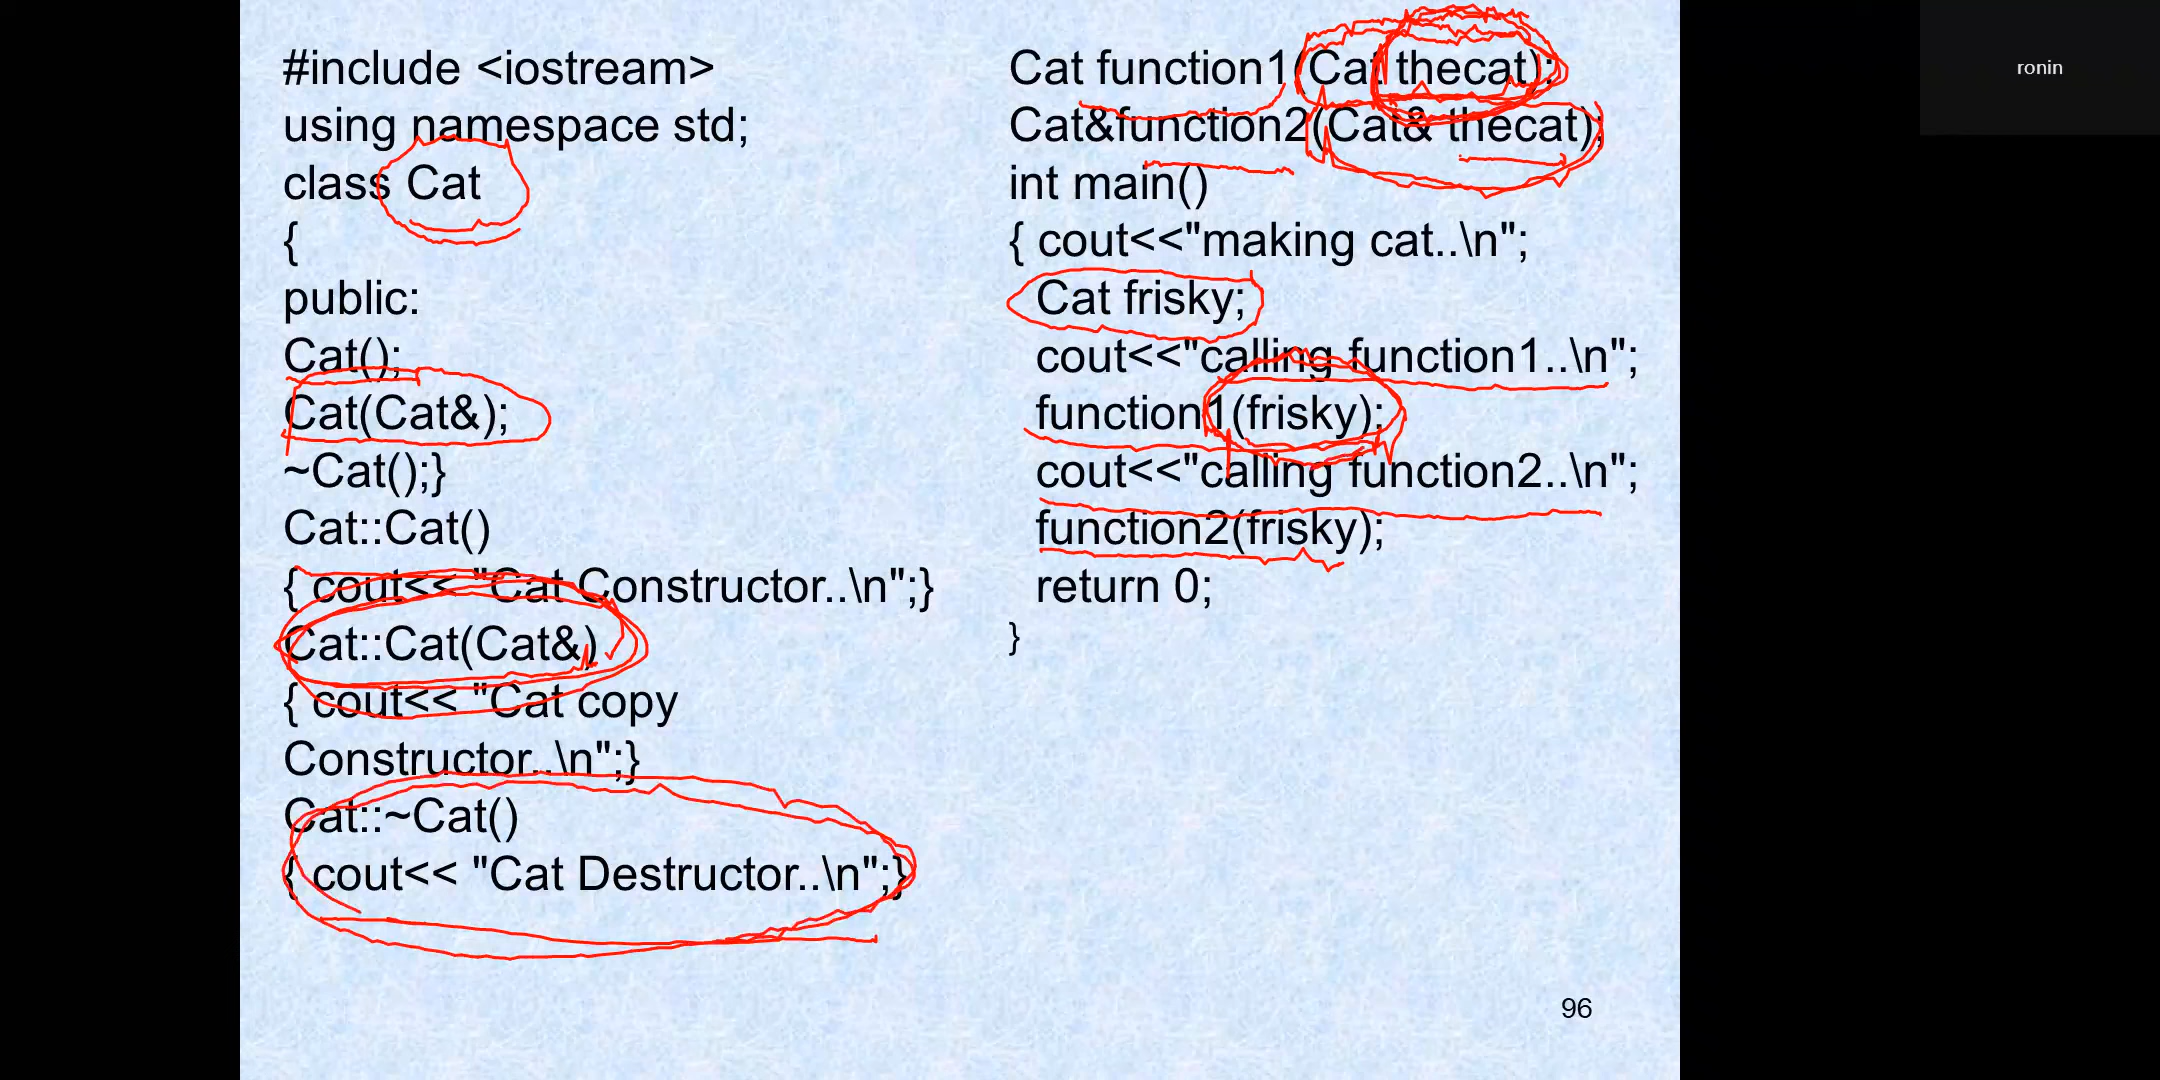 #include <iostream>
using namespace std;
class Cat
{
public:
Cat();
Cat(Cat&);
~Cat();}
Cat::Cat()
{ cout<< "Cat Constructor..\n";}
Cat::Cat(Cat&)
{ cout<< "Cat copy
Constructor..\n";}
Cat::~Cat()
{ cout<< "Cat Destructor..\n";}
Cat function1(Cat thecat);
Cat&function2(Cat& thecat);
int main()
{ cout<<"making cat..\n";
Cat frisky;
cout<<"calling function1..\n";
function1(frisky);
cout<<"calling function2..\n";
function2(frisky);
return 0;
}
96
ronin